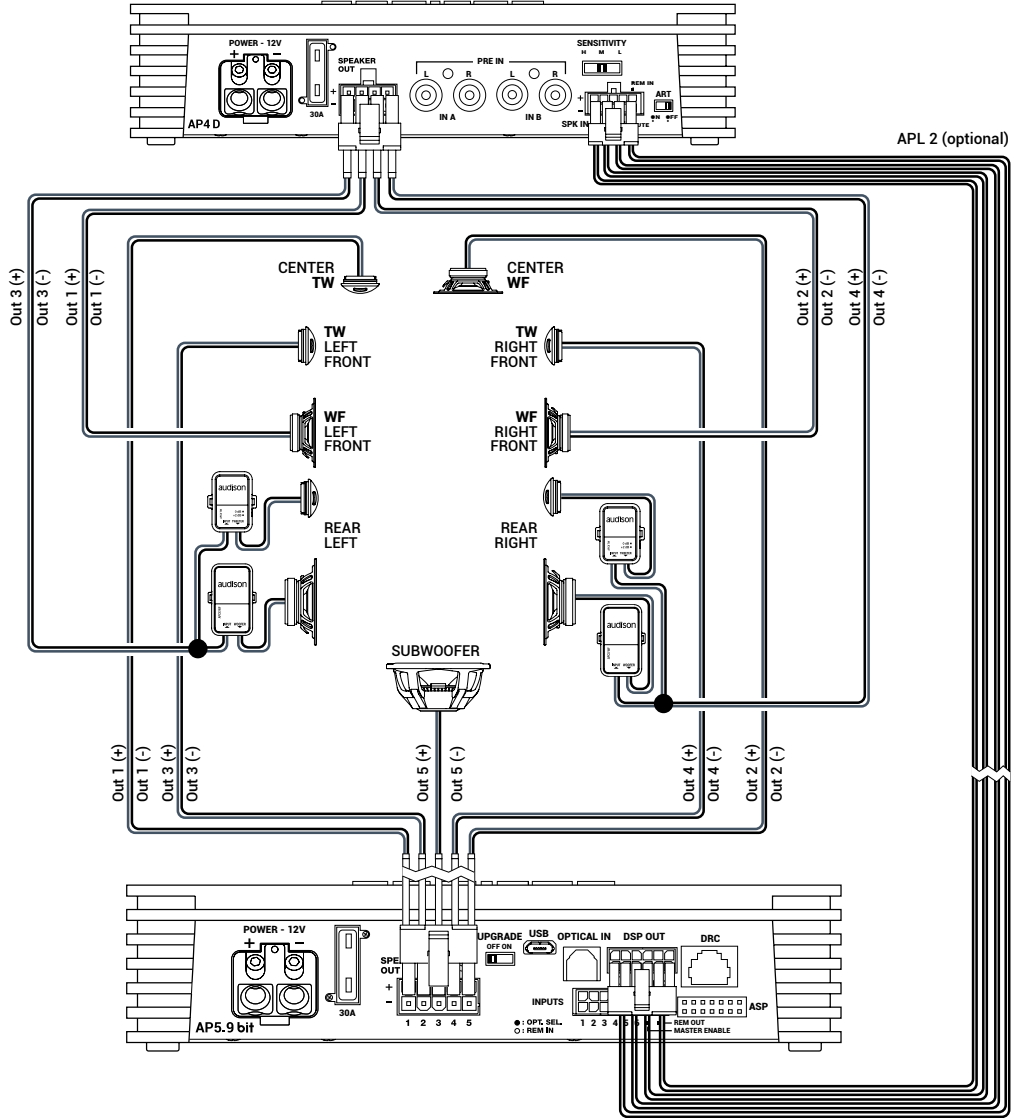 POWER - 12V
+ −
30A
SPEAKER
OUT
+
−
PRE IN
L R L R
IN A IN B
SENSITIVITY
H M L
REM IN
ART
ON OFF
+
−
SPK IN
UTE
AP4 D
APL 2 (optional)
Out 3 (+)
Out 3 (-)
Out 1 (+)
Out 1 (-)
Out 2 (+)
Out 2 (-)
Out 4 (+)
Out 4 (-)
CENTER
TW
CENTER
WF
TW
LEFT
FRONT
TW
RIGHT
FRONT
WF
LEFT
FRONT
WF
RIGHT
FRONT
audison
REAR
LEFT
audison
REAR
RIGHT
audison
audison
SUBWOOFER
Out 1 (+)
Out 1 (-)
Out 3 (+)
Out 3 (-)
Out 5 (+)
Out 5 (-)
Out 4 (+)
Out 4 (-)
Out 2 (+)
Out 2 (-)
POWER - 12V
+ −
30A
SPE
OUT
+
−
1 2 3 4 5
UPGRADE
OFF ON
USB
OPTICAL IN
DSP OUT
DRC
INPUTS
ASP
1 2 3 4 5 6
● : OPT. SEL.
○ : REM IN
REM OUT
MASTER ENABLE
AP5.9 bit